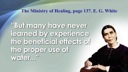 The Ministry of Healing, page 237. E. G. White
"But many have never
learned by experience
the beneficial effects of
the proper use of
water..."